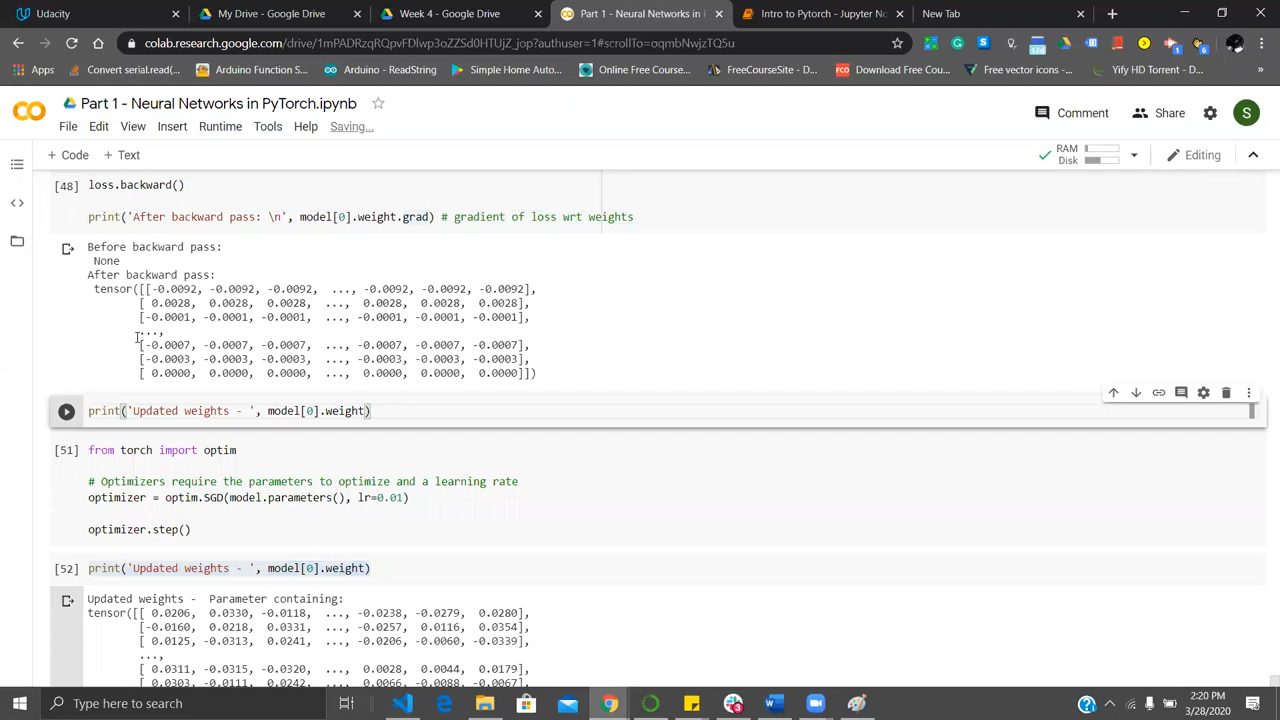 Udacity
My Drive - Google Drive
Week 4 - Google Drive
Part 1 - Neural Networks in P
Intro to Pytorch - Jupyter No
New Tab
colab.research.google.com/drive/1mPADRzqRQpvFDlwp3oZZSd0HTUjZ_jop?authuser=1#scrollTo=oqmbNwjzTQ5u
Apps
Convert serial.read(...
Arduino Function S...
Arduino - ReadString
Simple Home Auto...
Online Free Course...
FreeCourseSite - D...
Download Free Cou...
Free vector icons -...
Yify HD Torrent - D...
»
Part 1 - Neural Networks in PyTorch.ipynb
Comment
Share
S
File Edit View Insert Runtime Tools Help Saving...
+ Code + Text
RAM
Disk
Editing
[48] loss.backward()
print('After backward pass: \n', model[0].weight.grad) # gradient of loss wrt weights
Before backward pass:
None
After backward pass:
tensor([[-0.0092, -0.0092, -0.0092, ..., -0.0092, -0.0092, -0.0092],
[ 0.0028, 0.0028, 0.0028, ..., 0.0028, 0.0028, 0.0028],
[-0.0001, -0.0001, -0.0001, ..., -0.0001, -0.0001, -0.0001],
...,
[-0.0007, -0.0007, -0.0007, ..., -0.0007, -0.0007, -0.0007],
[-0.0003, -0.0003, -0.0003, ..., -0.0003, -0.0003, -0.0003],
[ 0.0000, 0.0000, 0.0000, ..., 0.0000, 0.0000, 0.0000]])
print('Updated weights - ', model[0].weight)
[51] from torch import optim
# Optimizers require the parameters to optimize and a learning rate
optimizer = optim.SGD(model.parameters(), lr=0.01)
optimizer.step()
[52] print('Updated weights - ', model[0].weight)
Updated weights - Parameter containing:
tensor([[ 0.0206, 0.0330, -0.0118, ..., -0.0238, -0.0279, 0.0280],
[-0.0160, 0.0218, 0.0331, ..., -0.0257, 0.0116, 0.0354],
[ 0.0125, -0.0313, 0.0241, ..., -0.0206, -0.0060, -0.0339],
...,
[ 0.0311, -0.0315, -0.0320, ..., 0.0028, 0.0044, 0.0179],
[ 0.0303, -0.0111, 0.0242, ..., 0.0066, -0.0088, -0.0067],
Type here to search
2:20 PM
3/28/2020